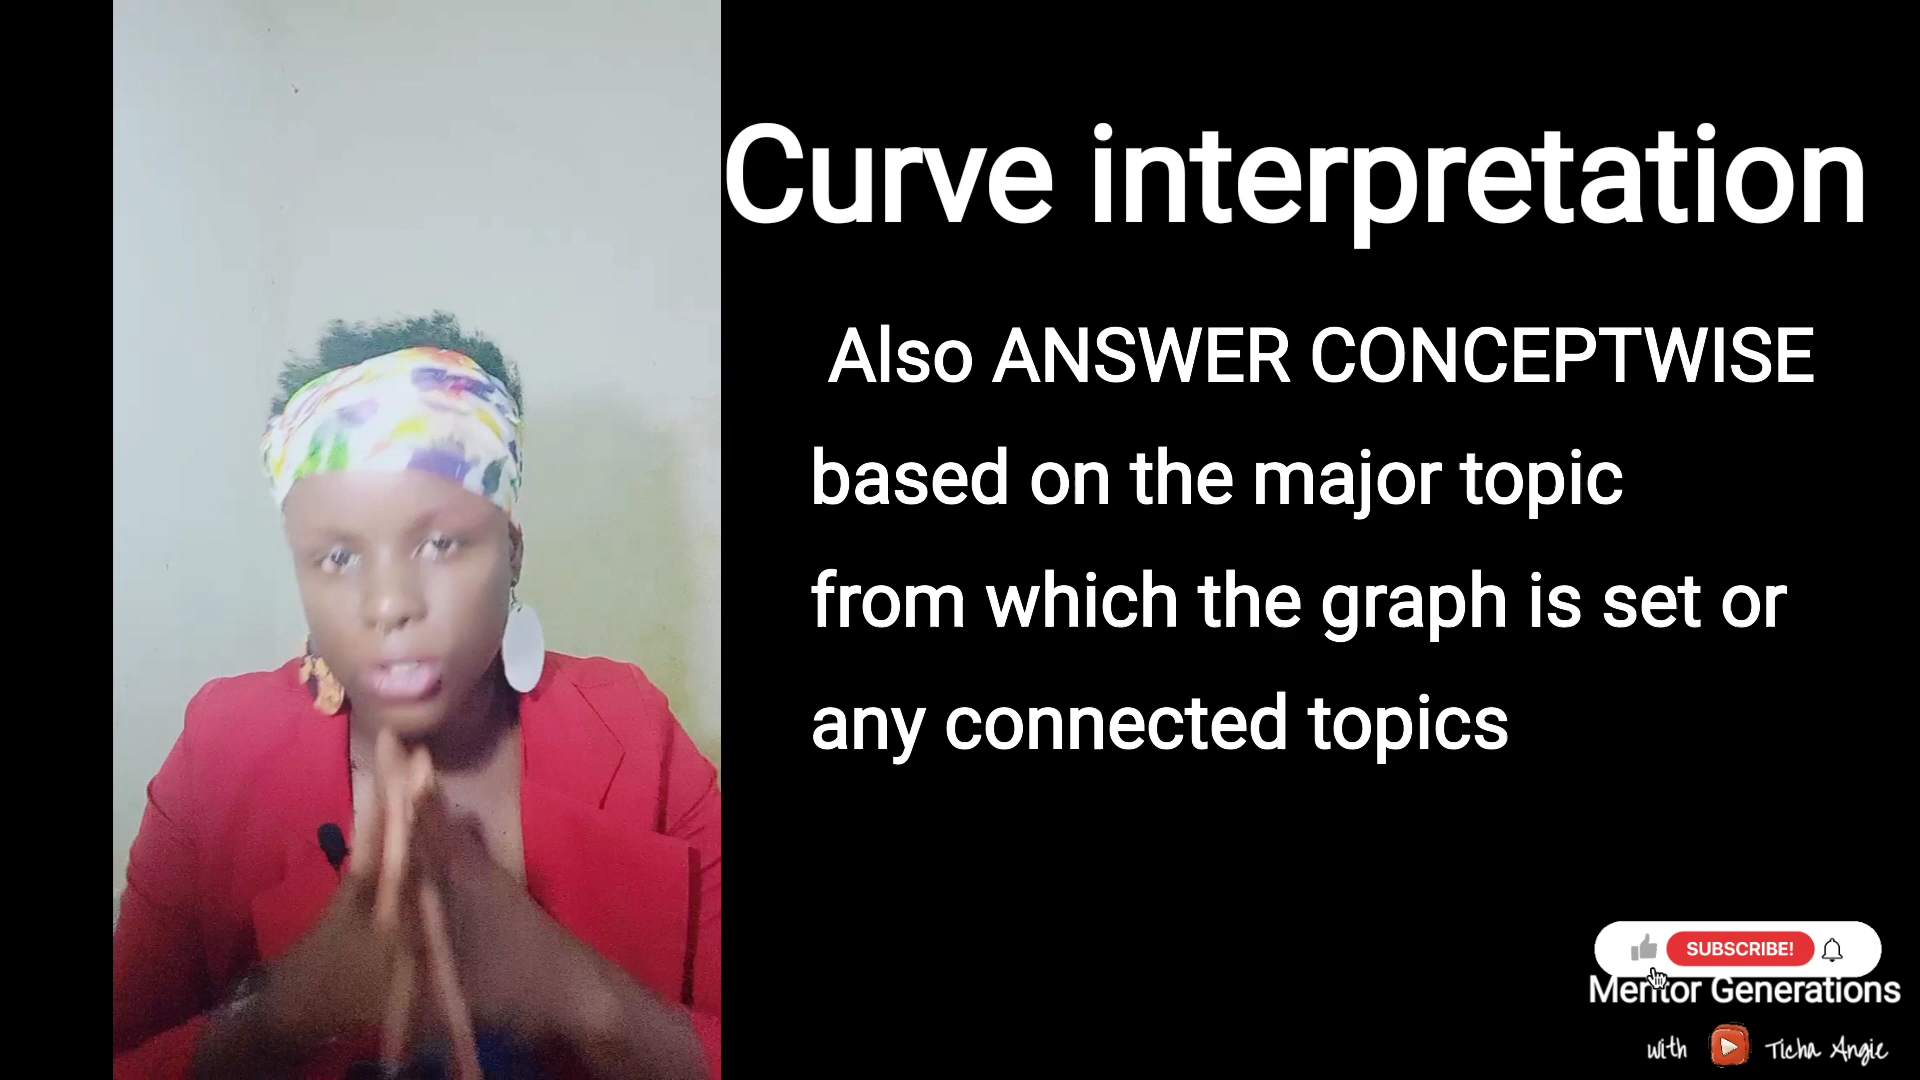 Curve interpretation
Also ANSWER CONCEPTWISE
based on the major topic
from which the graph is set or
any connected topics
SUBSCRIBE!
Mentor Generations
with Ticha Angie